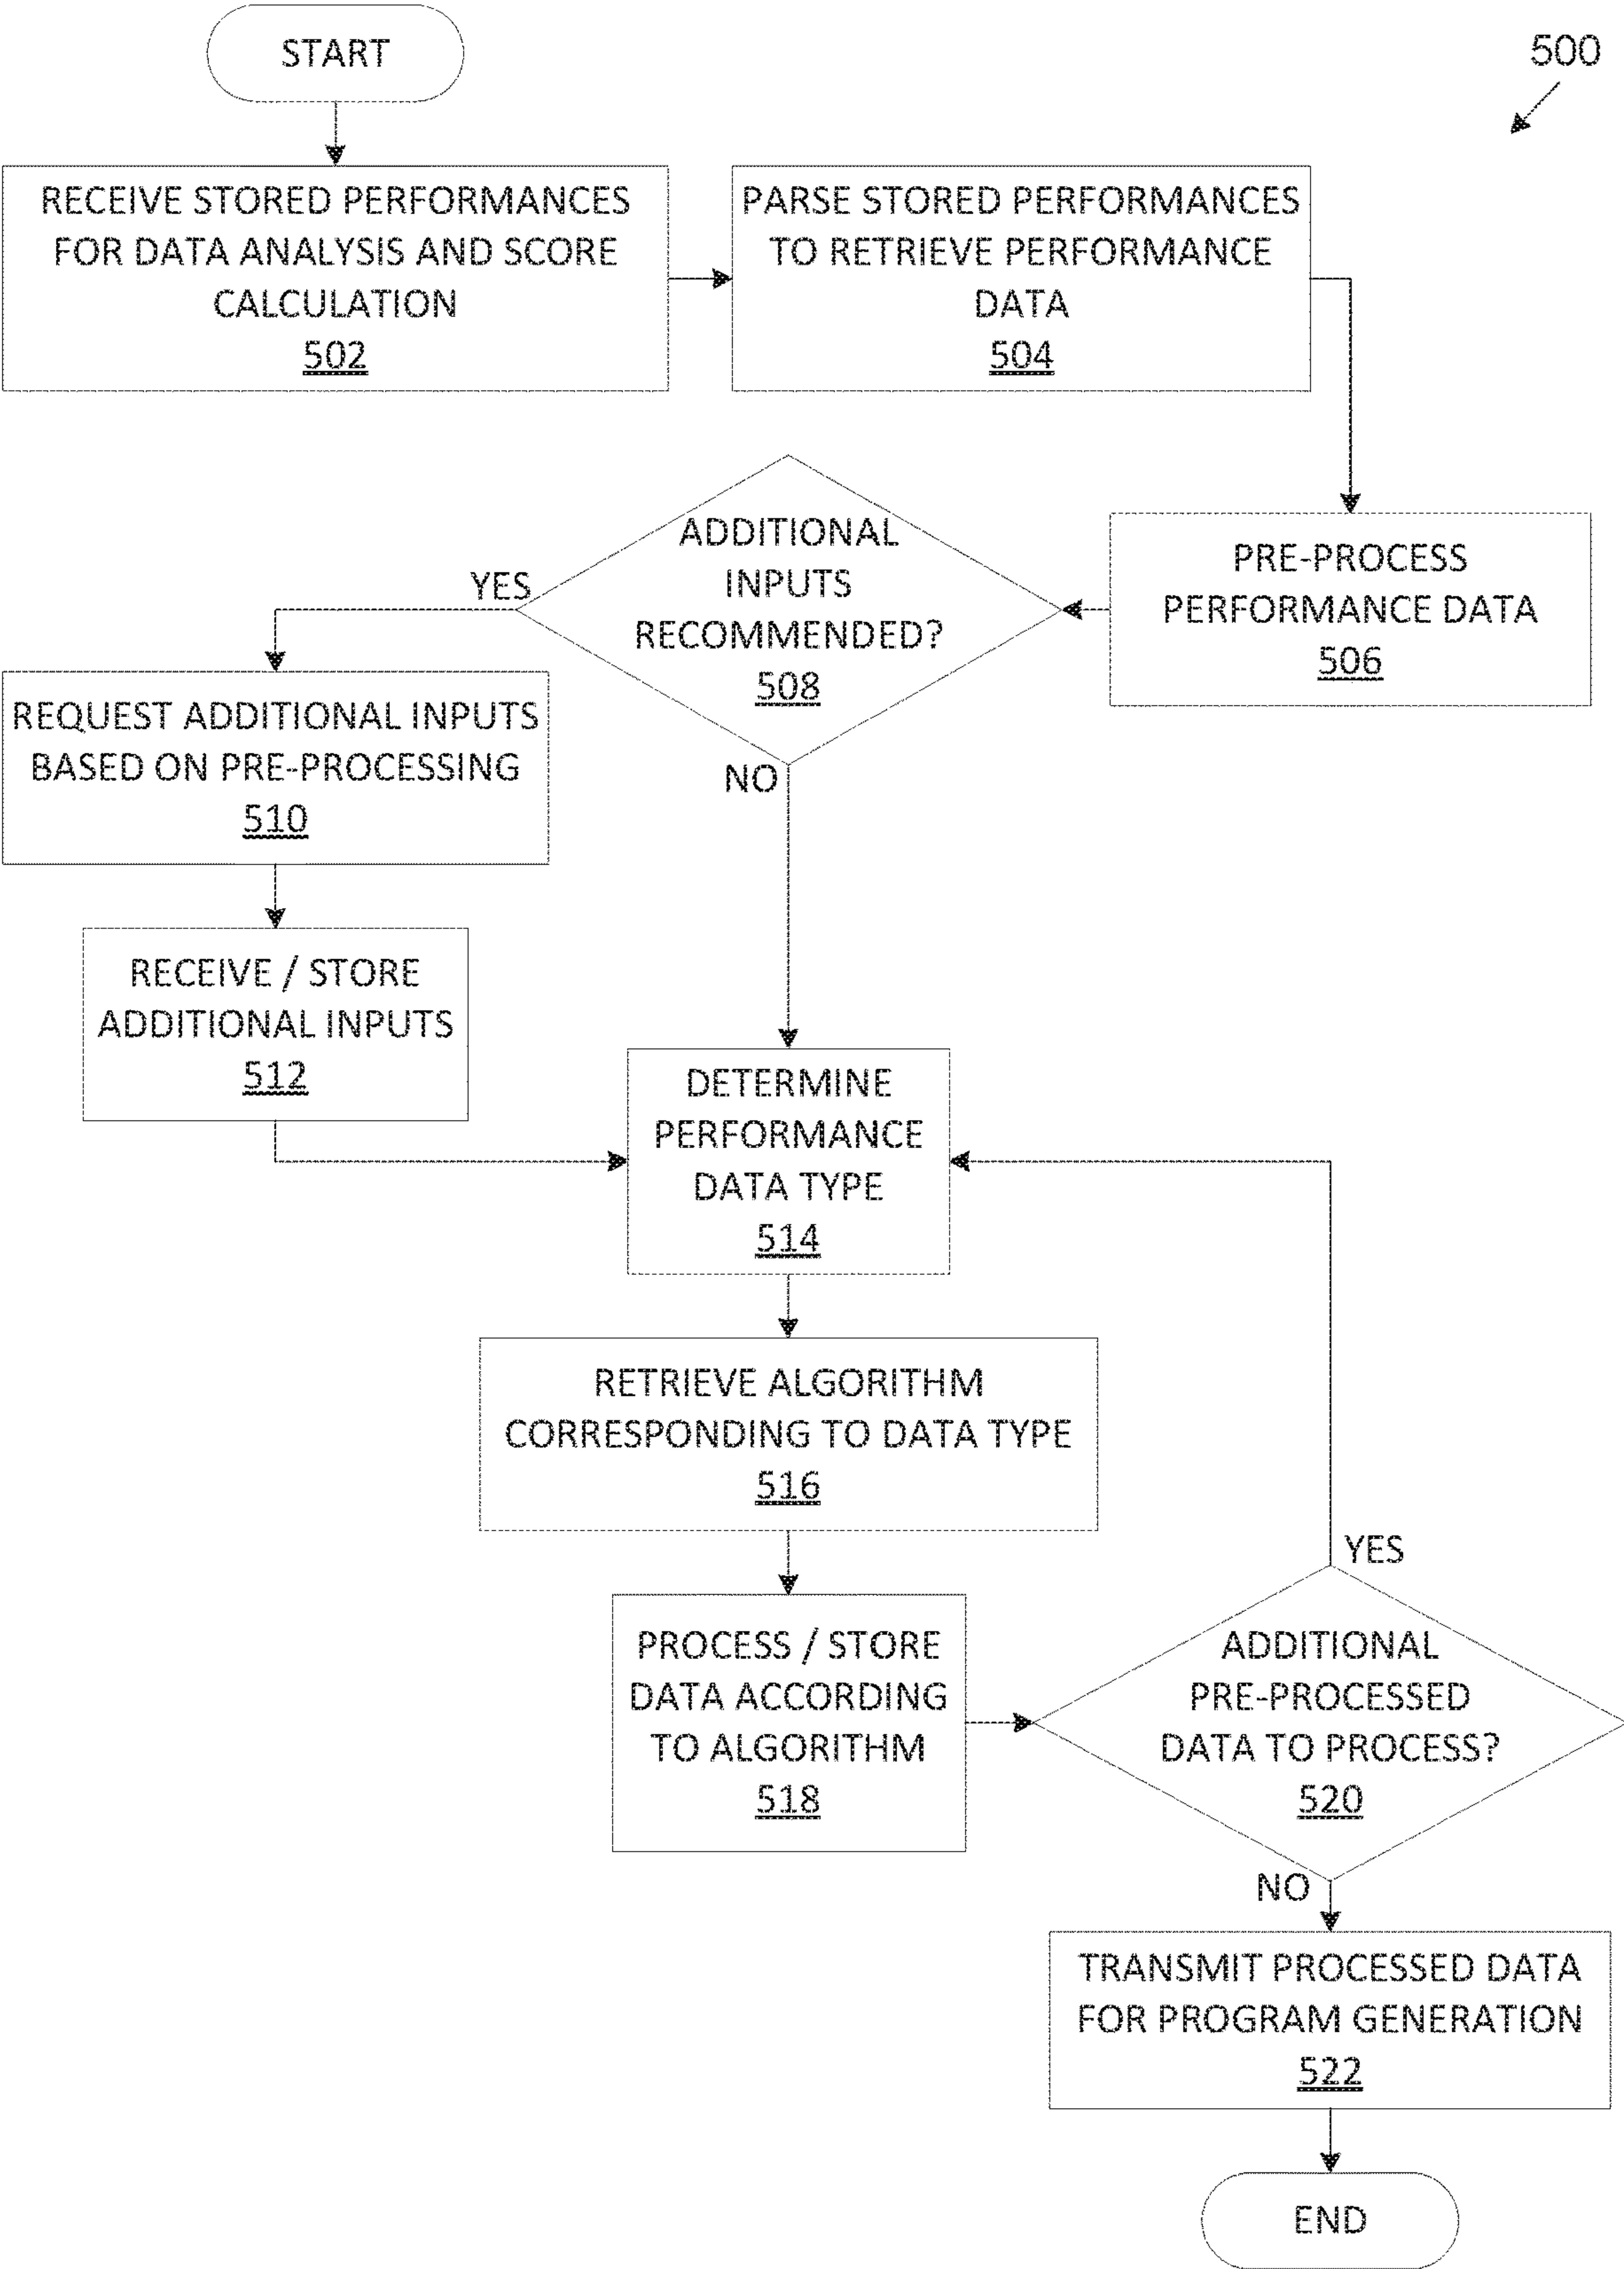 START
500
RECEIVE STORED PERFORMANCES
FOR DATA ANALYSIS AND SCORE
CALCULATION
502
PARSE STORED PERFORMANCES
TO RETRIEVE PERFORMANCE
DATA
504
PRE-PROCESS
PERFORMANCE DATA
506
ADDITIONAL
INPUTS
RECOMMENDED?
508
YES
NO
REQUEST ADDITIONAL INPUTS
BASED ON PRE-PROCESSING
510
RECEIVE / STORE
ADDITIONAL INPUTS
512
DETERMINE
PERFORMANCE
DATA TYPE
514
RETRIEVE ALGORITHM
CORRESPONDING TO DATA TYPE
516
PROCESS / STORE
DATA ACCORDING
TO ALGORITHM
518
YES
ADDITIONAL
PRE-PROCESSED
DATA TO PROCESS?
520
NO
TRANSMIT PROCESSED DATA
FOR PROGRAM GENERATION
522
END